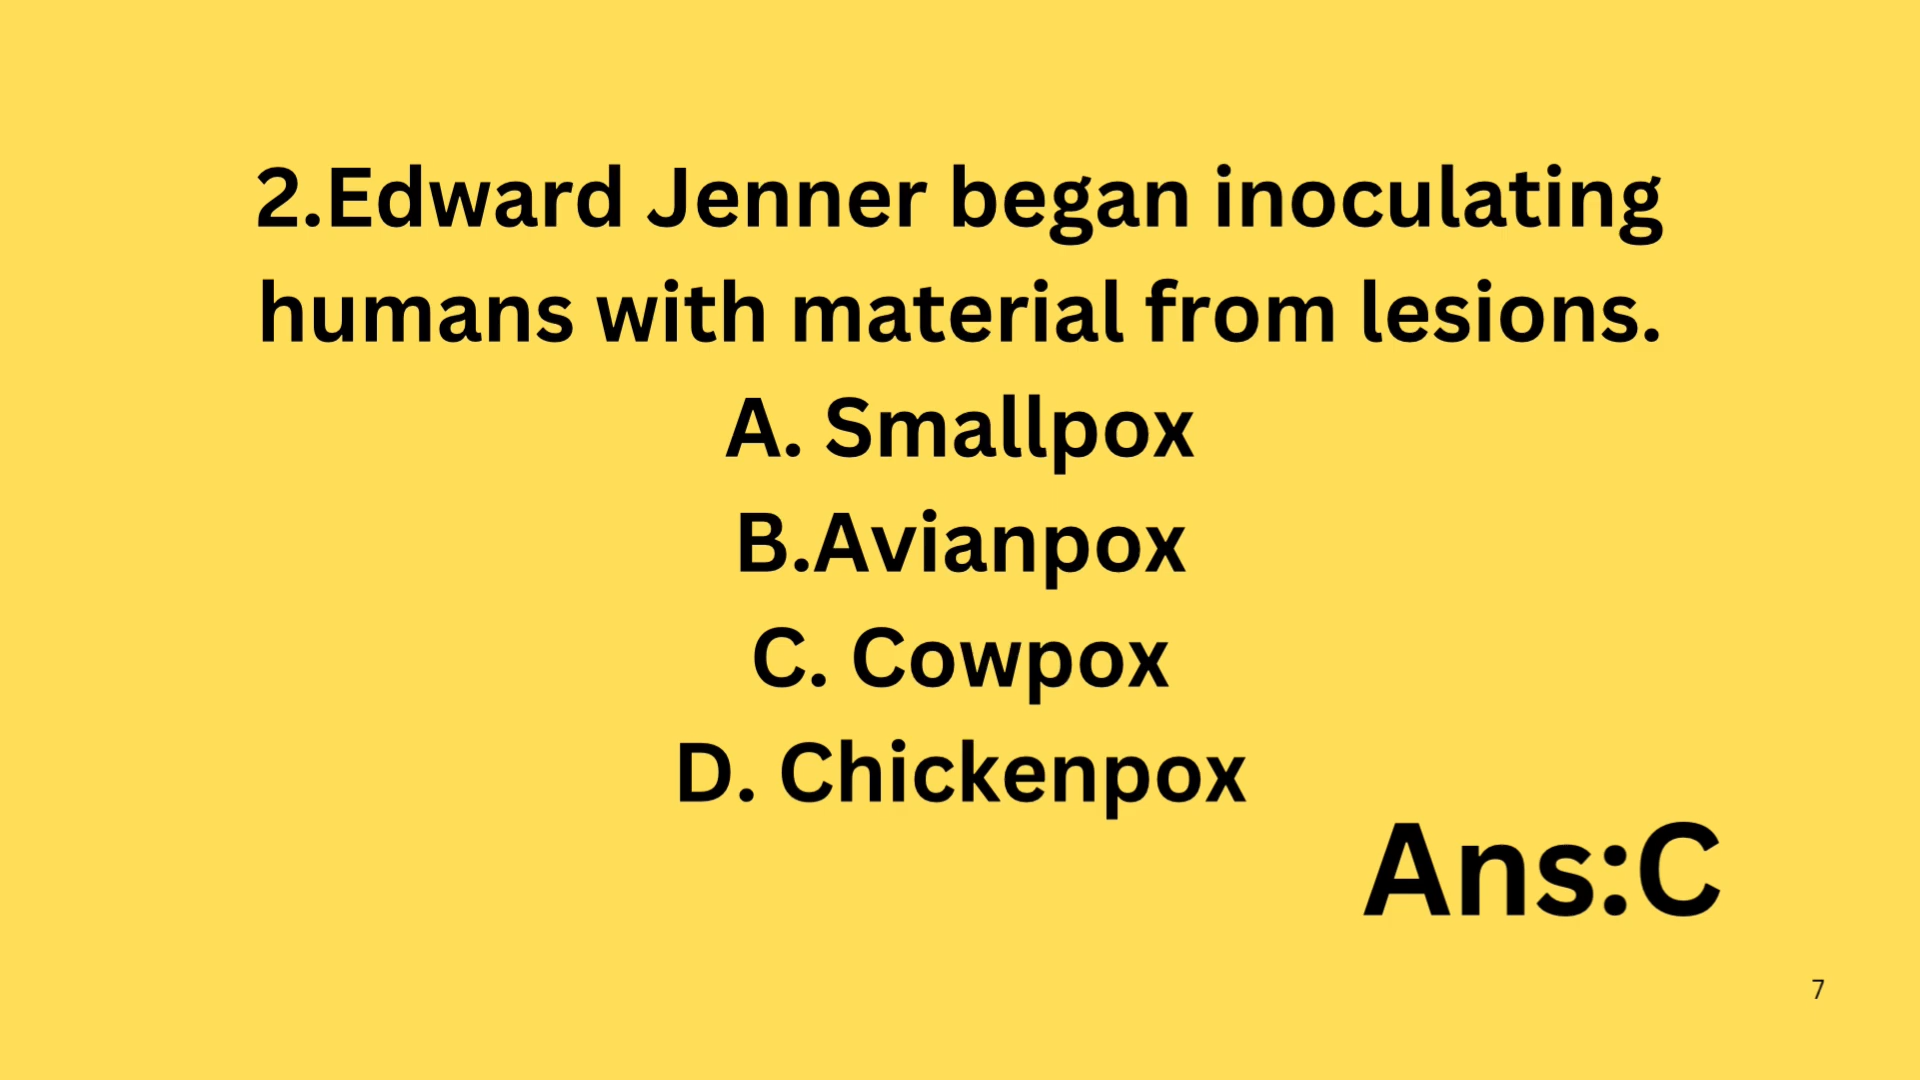 2.Edward Jenner began inoculating
humans with material from lesions.
A. Smallpox
B.Avianpox
C. Cowpox
D. Chickenpox
Ans:C
7